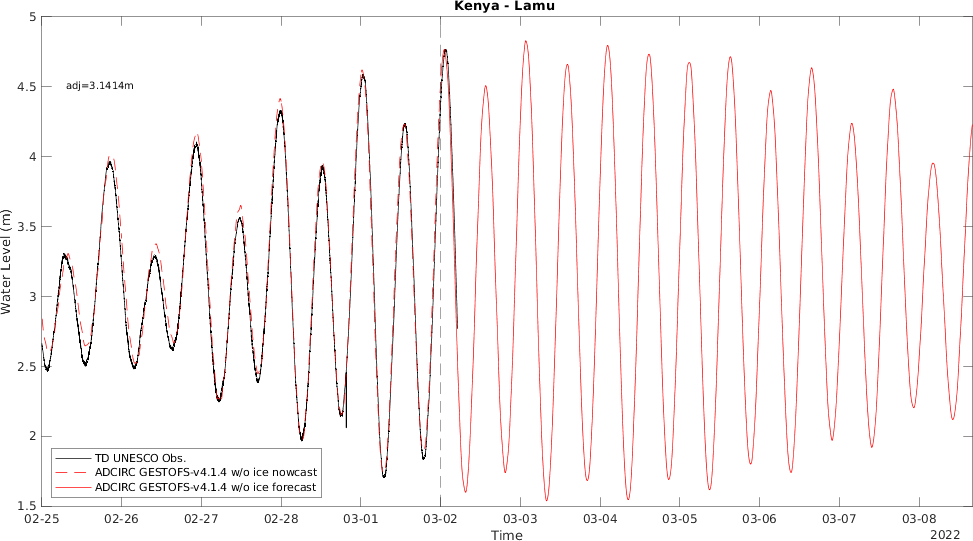 Kenya - Lamu
5
4.5
4
3.5
3
2.5
2
1.5
Water Level (m)
adj=3.1414m
TD UNESCO Obs.
ADCIRC GESTOFS-v4.1.4 w/o ice nowcast
ADCIRC GESTOFS-v4.1.4 w/o ice forecast
02-25 02-26 02-27 02-28 03-01 03-02 03-03 03-04 03-05 03-06 03-07 03-08
2022
Time